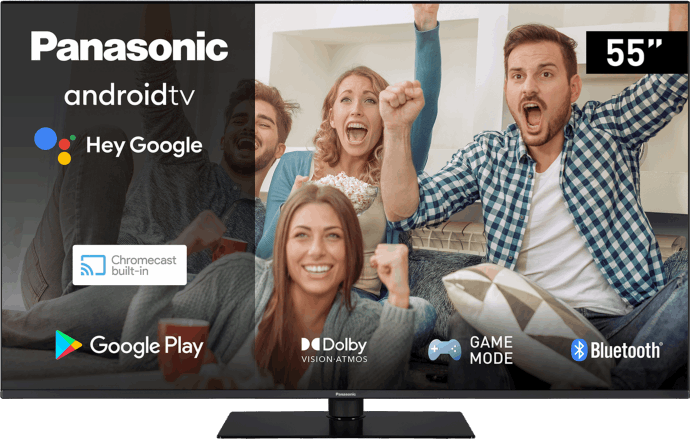 Panasonic
55”
androidtv
Hey Google
Chromecast
built-in
Google Play
Dolby
VISION·ATMOS
GAME
MODE
Bluetooth®
Panasonic